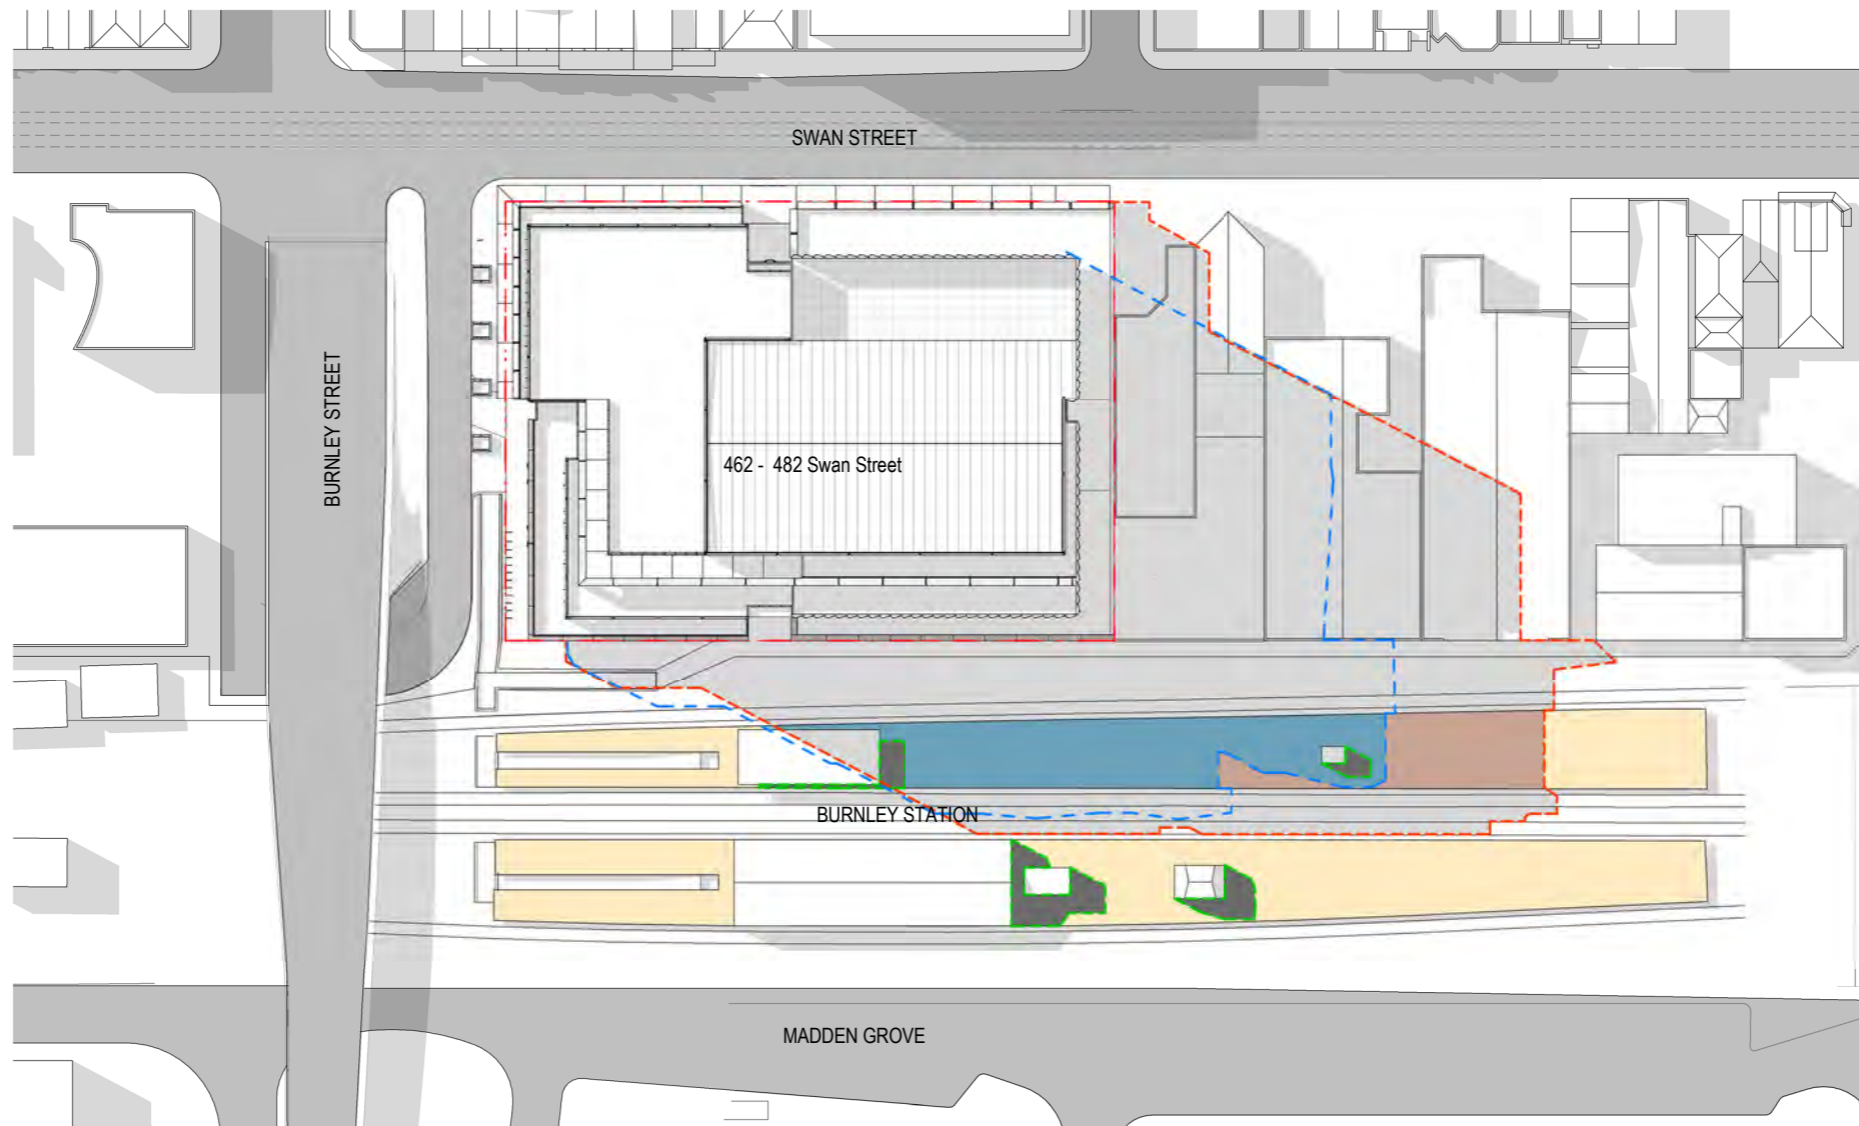 SWAN STREET
BURNLEY STREET
462 - 482 Swan Street
BURNLEY STATION
MADDEN GROVE